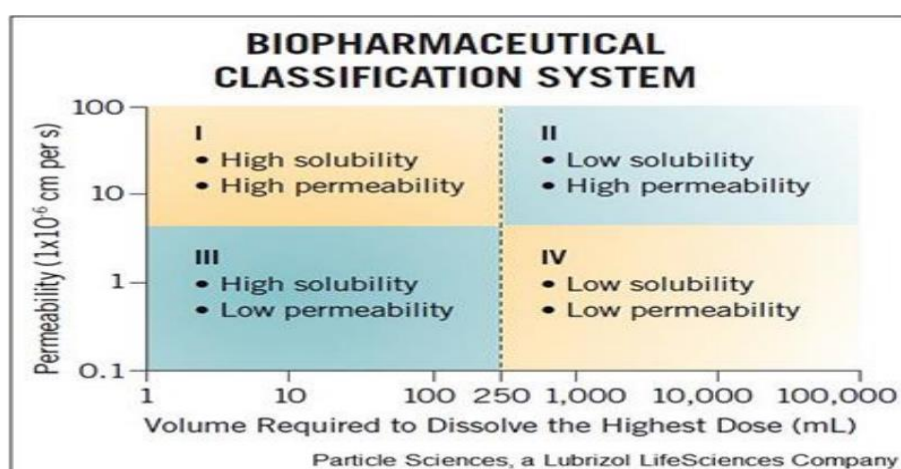 BIOPHARMACEUTICAL
CLASSIFICATION SYSTEM
Permeability (1x10⁻⁶ cm per s)
100
10
1
0.1
I
• High solubility
• High permeability
II
• Low solubility
• High permeability
III
• High solubility
• Low permeability
IV
• Low solubility
• Low permeability
1 10 100 250 1,000 10,000 100,000
Volume Required to Dissolve the Highest Dose (mL)
Particle Sciences, a Lubrizol LifeSciences Company